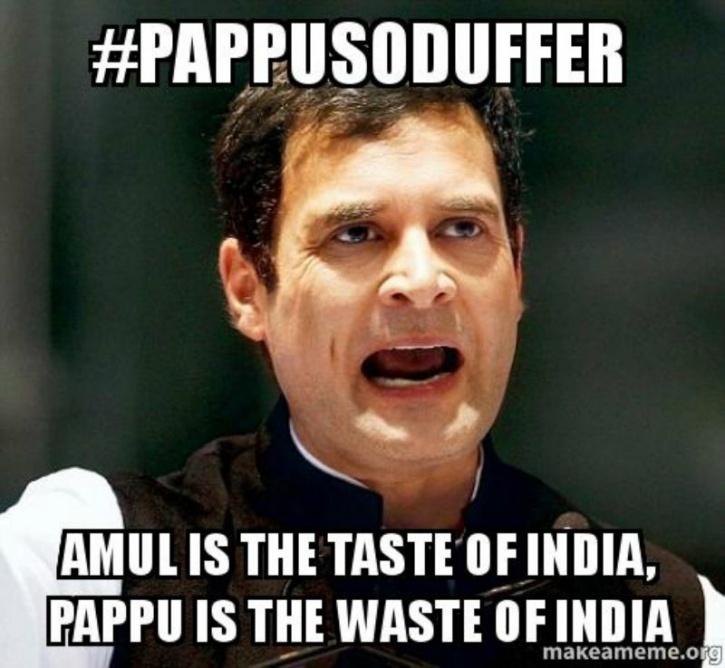 #PAPPUSODUFFER
AMUL IS THE TASTE OF INDIA,
PAPPU IS THE WASTE OF INDIA
makeameme.org